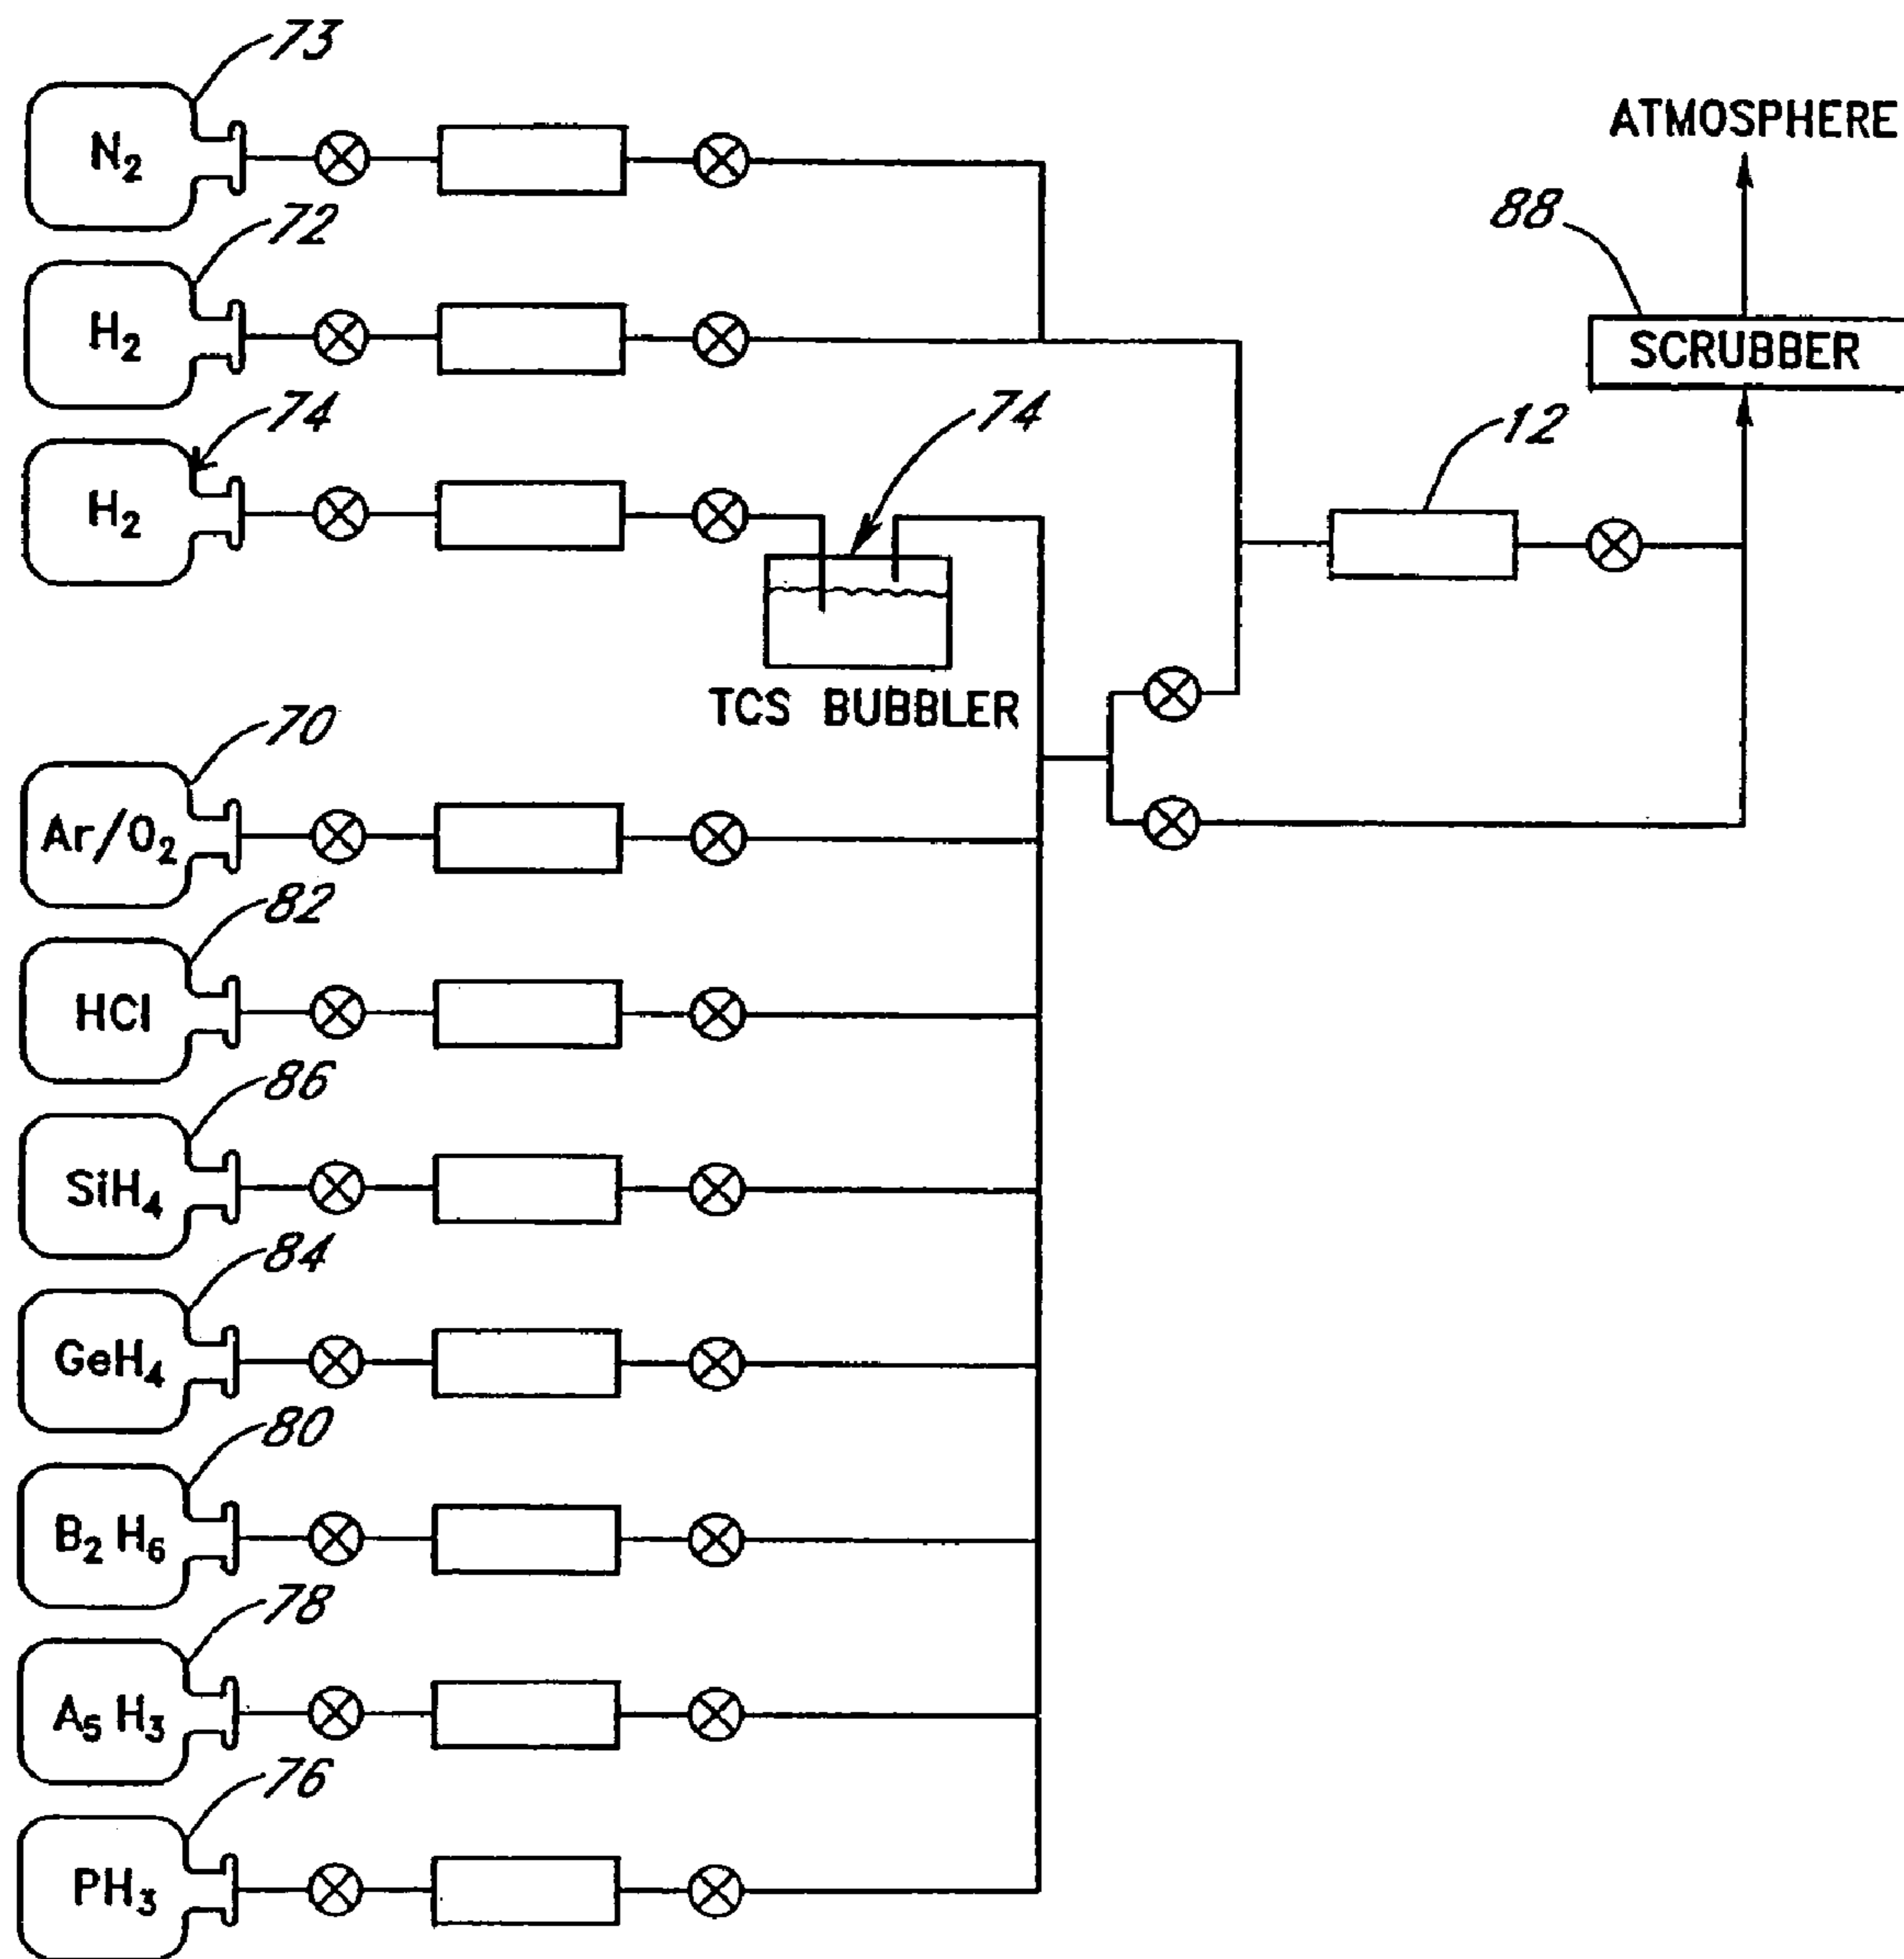 73
N₂
ATMOSPHERE
72
88
H₂
SCRUBBER
74
74
12
H₂
TCS BUBBLER
70
Ar/O₂
82
HCl
86
SiH₄
84
GeH₄
80
B₂ H₆
78
A₅ H₃
76
PH₃